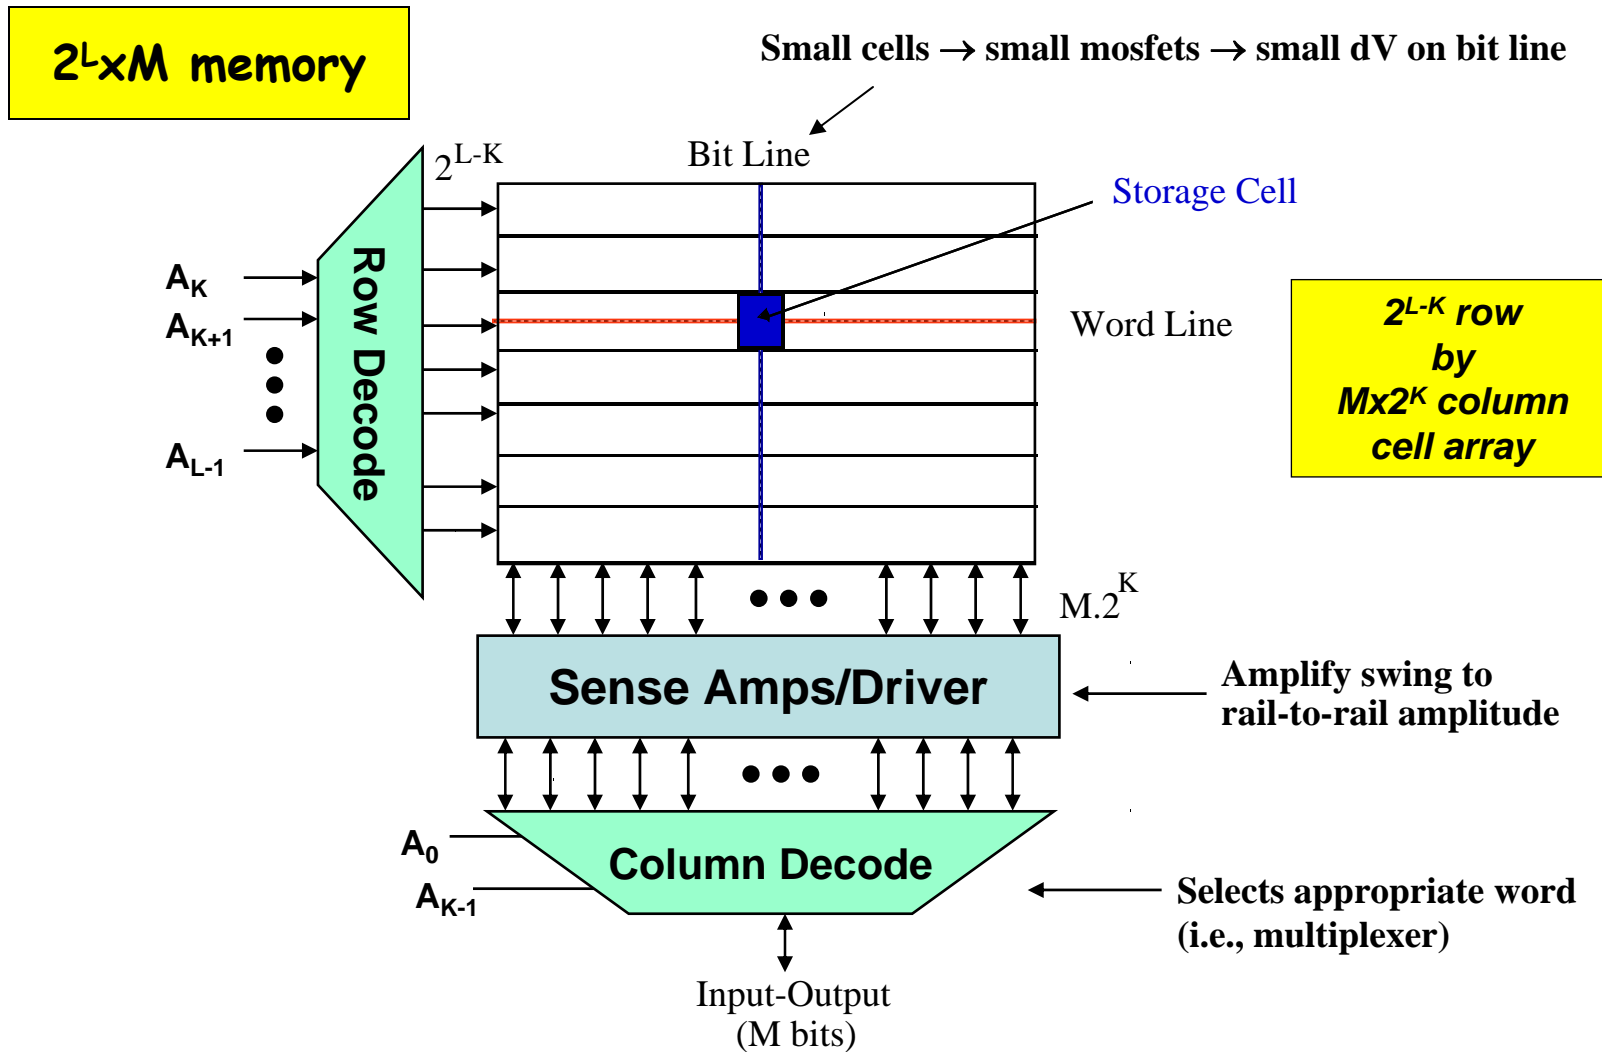 2ᴸxM memory
Small cells → small mosfets → small dV on bit line
2ᴸ⁻ᴷ
Bit Line
Storage Cell
Row Decode
A_K
A_K+1
A_L-1
Word Line
2ᴸ⁻ᴷ row
by
Mx2ᴷ column
cell array
M.2ᴷ
Sense Amps/Driver
Amplify swing to
rail-to-rail amplitude
A₀
A_K-1
Column Decode
Selects appropriate word
(i.e., multiplexer)
Input-Output
(M bits)